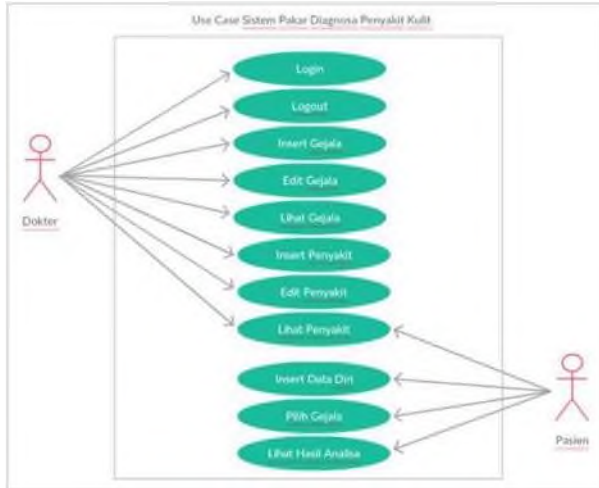 Use Case Sistem Pakar Diagnosa Penyakit Kulit
Login
Logout
Insert Gejala
Edit Gejala
Lihat Gejala
Insert Penyakit
Edit Penyakit
Lihat Penyakit
Insert Data Diri
Pilih Gejala
Lihat Hasil Analisa
Dokter
Pasien